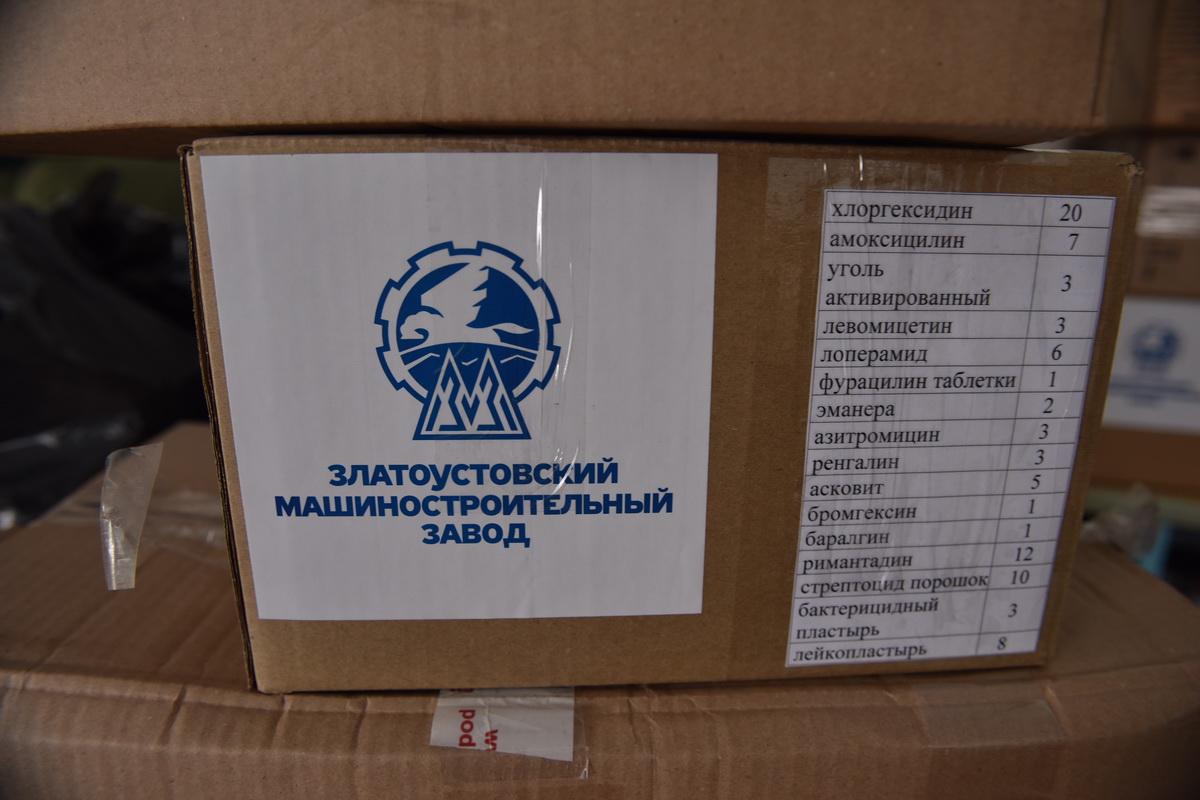 ЗЛАТОУСТОВСКИЙ
МАШИНОСТРОИТЕЛЬНЫЙ
ЗАВОД
хлоргексидин 20
амоксицилин 7
уголь
активированный 3
левомицетин 3
лоперамид 6
фурацилин таблетки 1
эманера 2
азитромицин 3
ренгалин 3
асковит 5
бромгексин 1
баралгин 1
римантадин 12
стрептоцид порошок 10
бактерицидный
пластырь 3
лейкопластырь 8
pod